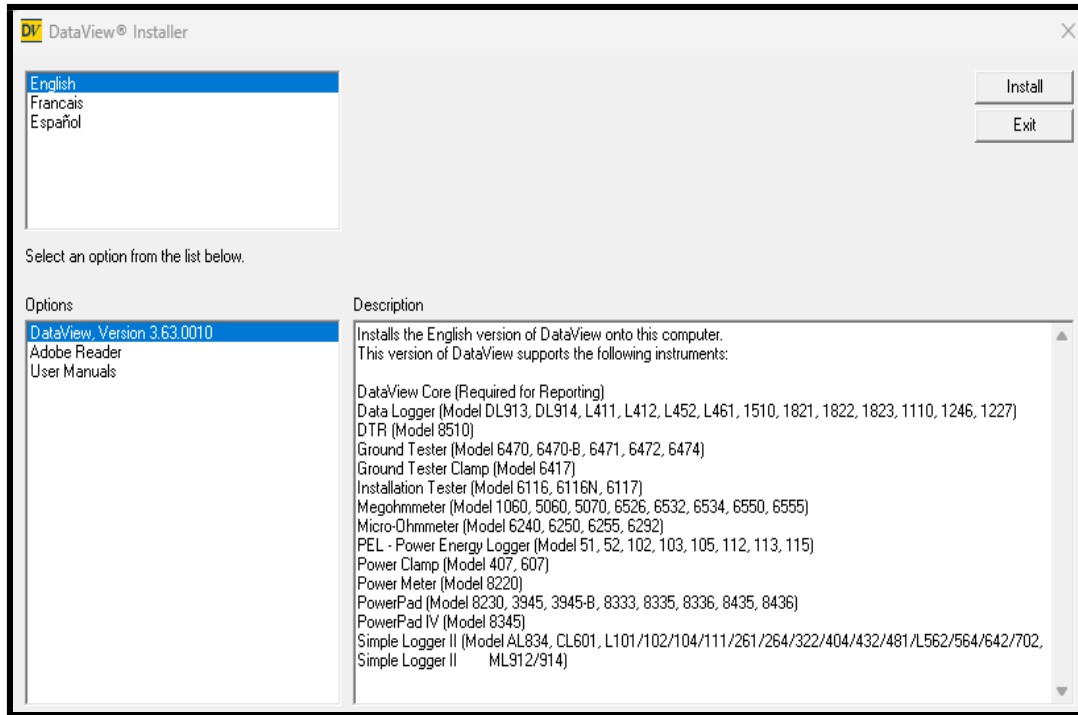 DV DataView® Installer
English
Francais
Español
Install
Exit
Select an option from the list below.
Options
DataView, Version 3.63.0010
Adobe Reader
User Manuals
Description
Installs the English version of DataView onto this computer.
This version of DataView supports the following instruments:
DataView Core (Required for Reporting)
Data Logger (Model DL913, DL914, L411, L412, L452, L461, 1510, 1821, 1822, 1823, 1110, 1246, 1227)
DTR (Model 8510)
Ground Tester (Model 6470, 6470-B, 6471, 6472, 6474)
Ground Tester Clamp (Model 6417)
Installation Tester (Model 6116, 6116N, 6117)
Megohmmeter (Model 1060, 5060, 5070, 6526, 6532, 6534, 6550, 6555)
Micro-Ohmmeter (Model 6240, 6250, 6255, 6292)
PEL - Power Energy Logger (Model 51, 52, 102, 103, 105, 112, 113, 115)
Power Clamp (Model 407, 607)
Power Meter (Model 8220)
PowerPad (Model 8230, 3945, 3945-B, 8333, 8335, 8336, 8435, 8436)
PowerPad IV (Model 8345)
Simple Logger II (Model AL834, CL601, L101/102/104/111/261/264/322/404/432/481/L562/564/642/702,
Simple Logger II ML912/914)